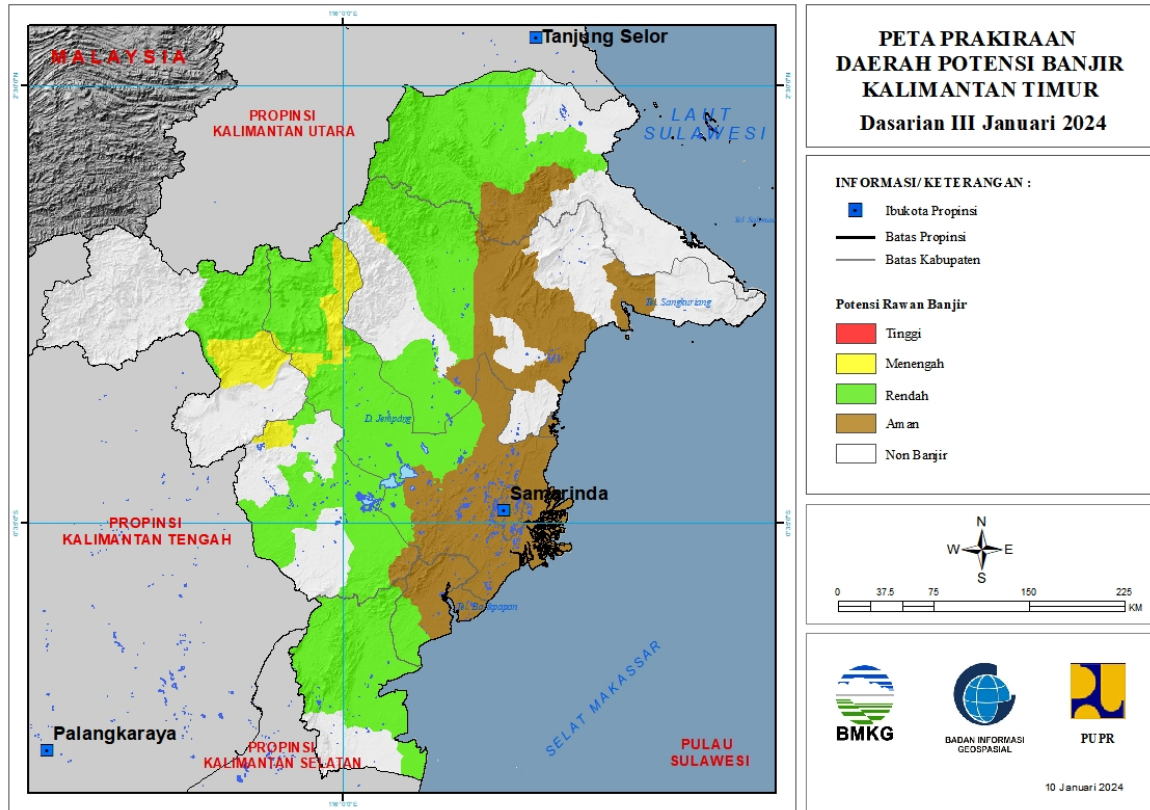 MALAYSIA
Tanjung Selor
PROPINSI
KALIMANTAN UTARA
LAUT
SULAWESI
Tel. Sangkuriang
D. Jempang
Samarinda
PROPINSI
KALIMANTAN TENGAH
SELAT MAKASSAR
Palangkaraya
PROPINSI
KALIMANTAN SELATAN
PULAU
SULAWESI
PETA PRAKIRAAN
DAERAH POTENSI BANJIR
KALIMANTAN TIMUR
Dasarian III Januari 2024
INFORMASI/ KETERANGAN :
Ibukota Propinsi
Batas Propinsi
Batas Kabupaten
Potensi Rawan Banjir
Tinggi
Menengah
Rendah
Aman
Non Banjir
N
W E
S
0 37.5 75 150 225
KM
BMKG
BADAN INFORMASI
GEOSPASIAL
PUPR
10 Januari 2024